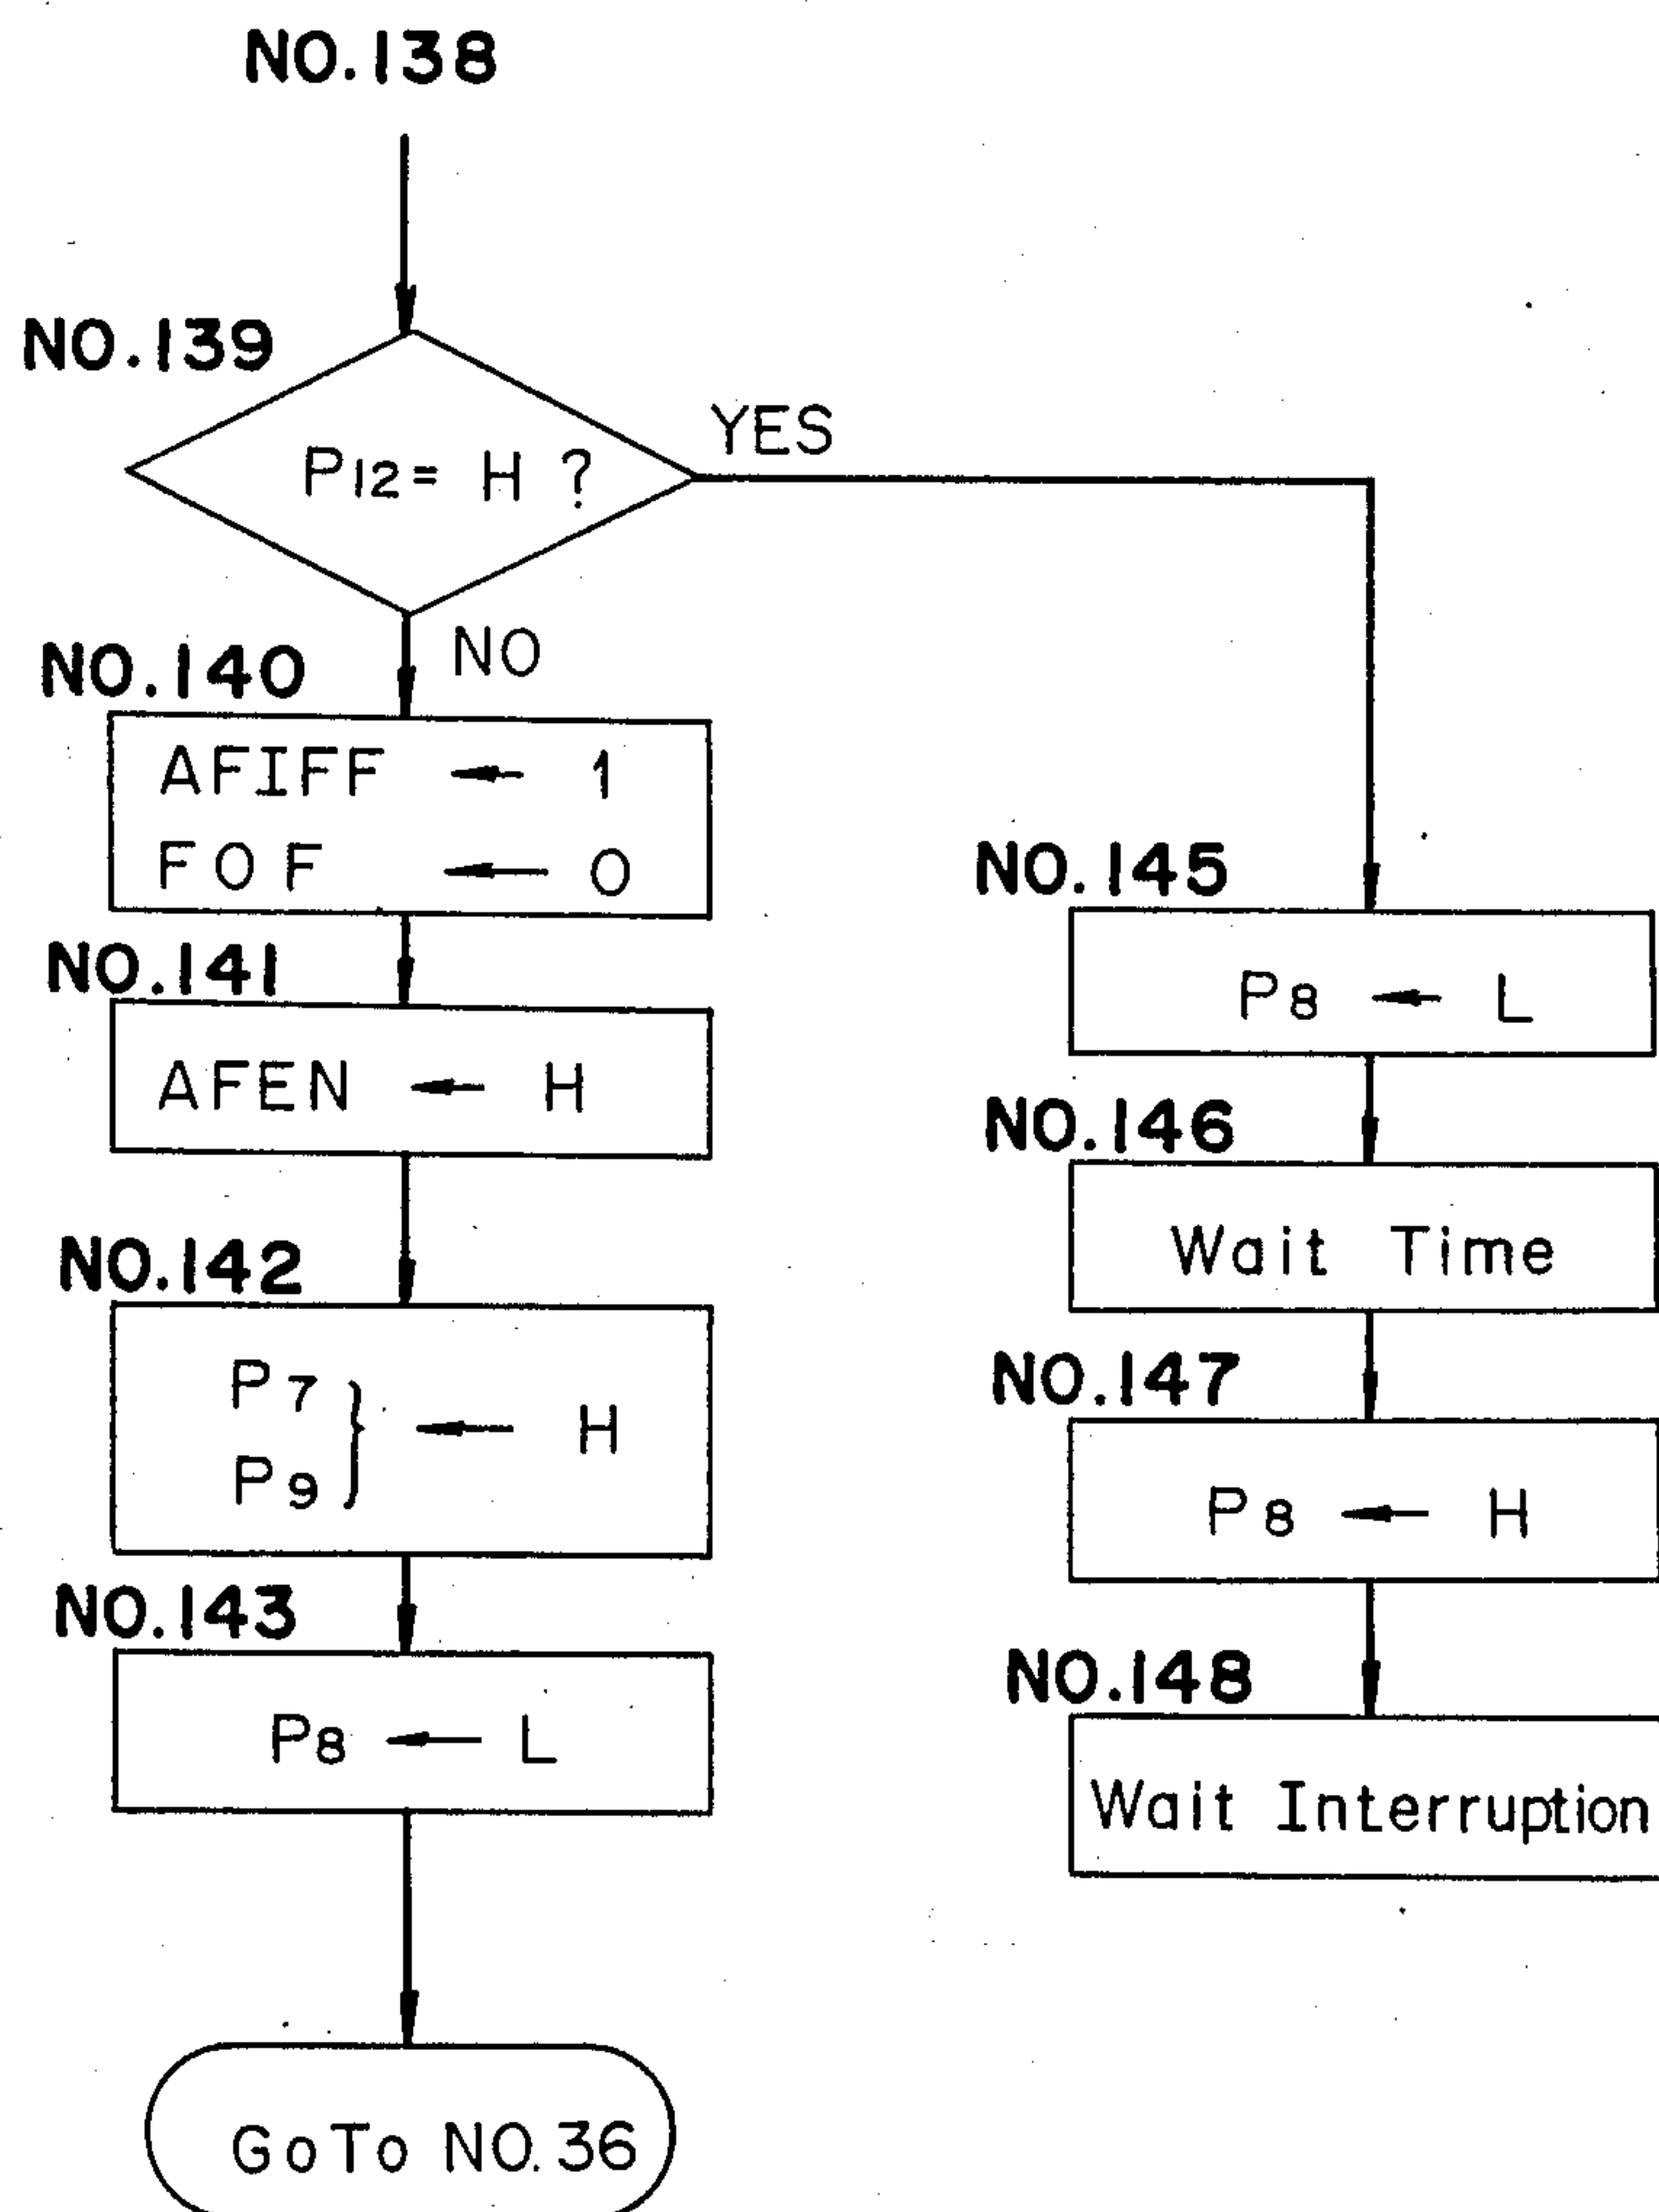 NO.138
NO.139
P12= H ?
YES
NO
NO.140
AFIFF ← 1
FOF ← 0
NO.141
AFEN ← H
NO.142
P7
P9 } ← H
NO.143
P8 ← L
GoTo NO.36
NO.145
P8 ← L
NO.146
Wait Time
NO.147
P8 ← H
NO.148
Wait Interruption